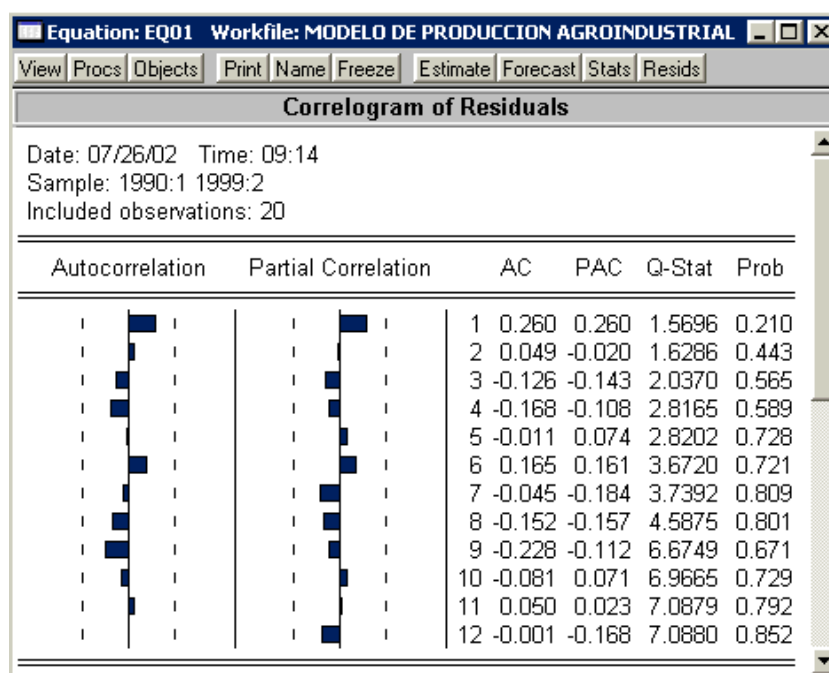 Equation: EQ01 Workfile: MODELO DE PRODUCCION AGROINDUSTRIAL
View Procs Objects Print Name Freeze Estimate Forecast Stats Resids
Correlogram of Residuals
Date: 07/26/02 Time: 09:14
Sample: 1990:1 1999:2
Included observations: 20
Autocorrelation Partial Correlation AC PAC Q-Stat Prob
1 0.260 0.260 1.5696 0.210
2 0.049 -0.020 1.6286 0.443
3 -0.126 -0.143 2.0370 0.565
4 -0.168 -0.108 2.8165 0.589
5 -0.011 0.074 2.8202 0.728
6 0.165 0.161 3.6720 0.721
7 -0.045 -0.184 3.7392 0.809
8 -0.152 -0.157 4.5875 0.801
9 -0.228 -0.112 6.6749 0.671
10 -0.081 0.071 6.9665 0.729
11 0.050 0.023 7.0879 0.792
12 -0.001 -0.168 7.0880 0.852